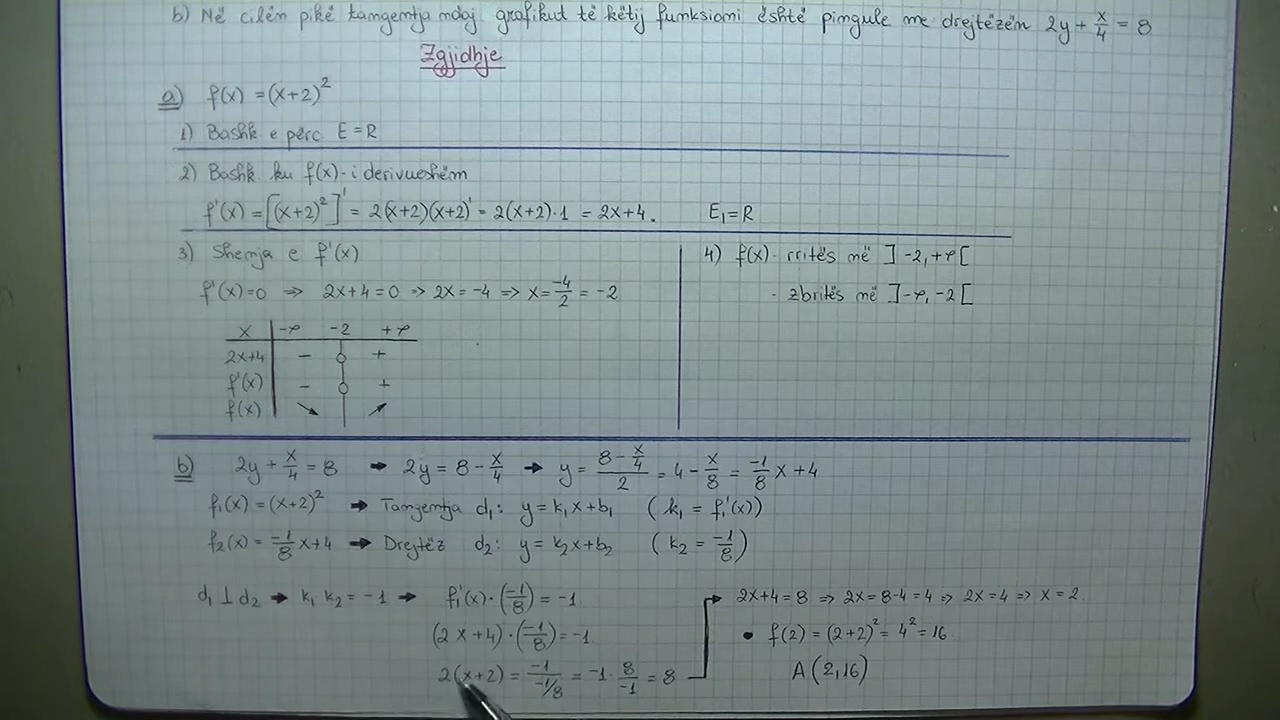 b) Në cilën pikë tangentja ndaj grafikut të këtij funksioni është pingule me drejtëzën 2y + x/4 = 8
Zgjidhje
a) f(x) = (x+2)²
1) Bashk e përc. E = R
2) Bashk ku f(x) - i derivueshëm
f'(x) = [(x+2)²]' = 2(x+2)(x+2)' = 2(x+2)·1 = 2x+4. E₁ = R
3) Shenja e f'(x)
f'(x)=0 ⇒ 2x+4 = 0 ⇒ 2x = -4 ⇒ x = -4/2 = -2
x -∞ -2 +∞
2x+4 - 0 +
f'(x) - 0 +
f(x) ↘ ↗
4) f(x) - rritës në ]-2, +∞[
- zbritës në ]-∞, -2[
b) 2y + x/4 = 8 → 2y = 8 - x/4 → y = (8 - x/4)/2 = 4 - x/8 = -1/8 x + 4
f₁(x) = (x+2)² → Tangentja d₁: y = k₁x + b₁ (k₁ = f₁'(x))
f₂(x) = -1/8 x + 4 → Drejtëz d₂: y = k₂x + b₂ (k₂ = -1/8)
d₁ ⊥ d₂ → k₁ k₂ = -1 → f₁'(x)·(-1/8) = -1
(2x+4)·(-1/8) = -1
2(x+2) = -1/(-1/8) = -1 · 8/-1 = 8
2x+4 = 8 ⇒ 2x = 8-4 = 4 ⇒ 2x = 4 ⇒ x = 2.
• f(2) = (2+2)² = 4² = 16
A(2,16)